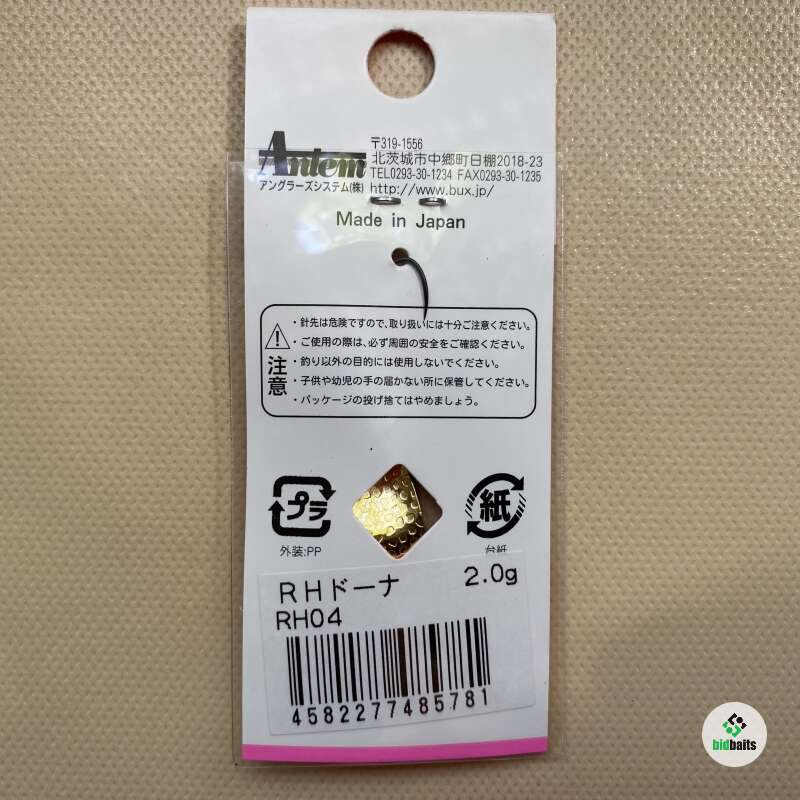 Antem
アングラーズシステム(株)
〒319-1556
北茨城市中郷町日棚2018-23
TEL0293-30-1234 FAX0293-30-1235
http://www.bux.jp/
Made in Japan
注意
・針先は危険ですので、取り扱いには十分ご注意ください。
・ご使用の際は、必ず周囲の安全をご確認ください。
・釣り以外の目的には使用しないでください。
・子供や幼児の手の届かない所に保管してください。
・パッケージの投げ捨てはやめましょう。
プラ
外装:PP
紙
台紙
RHドーナ 2.0g
RH04
4582277485781
bidbaits